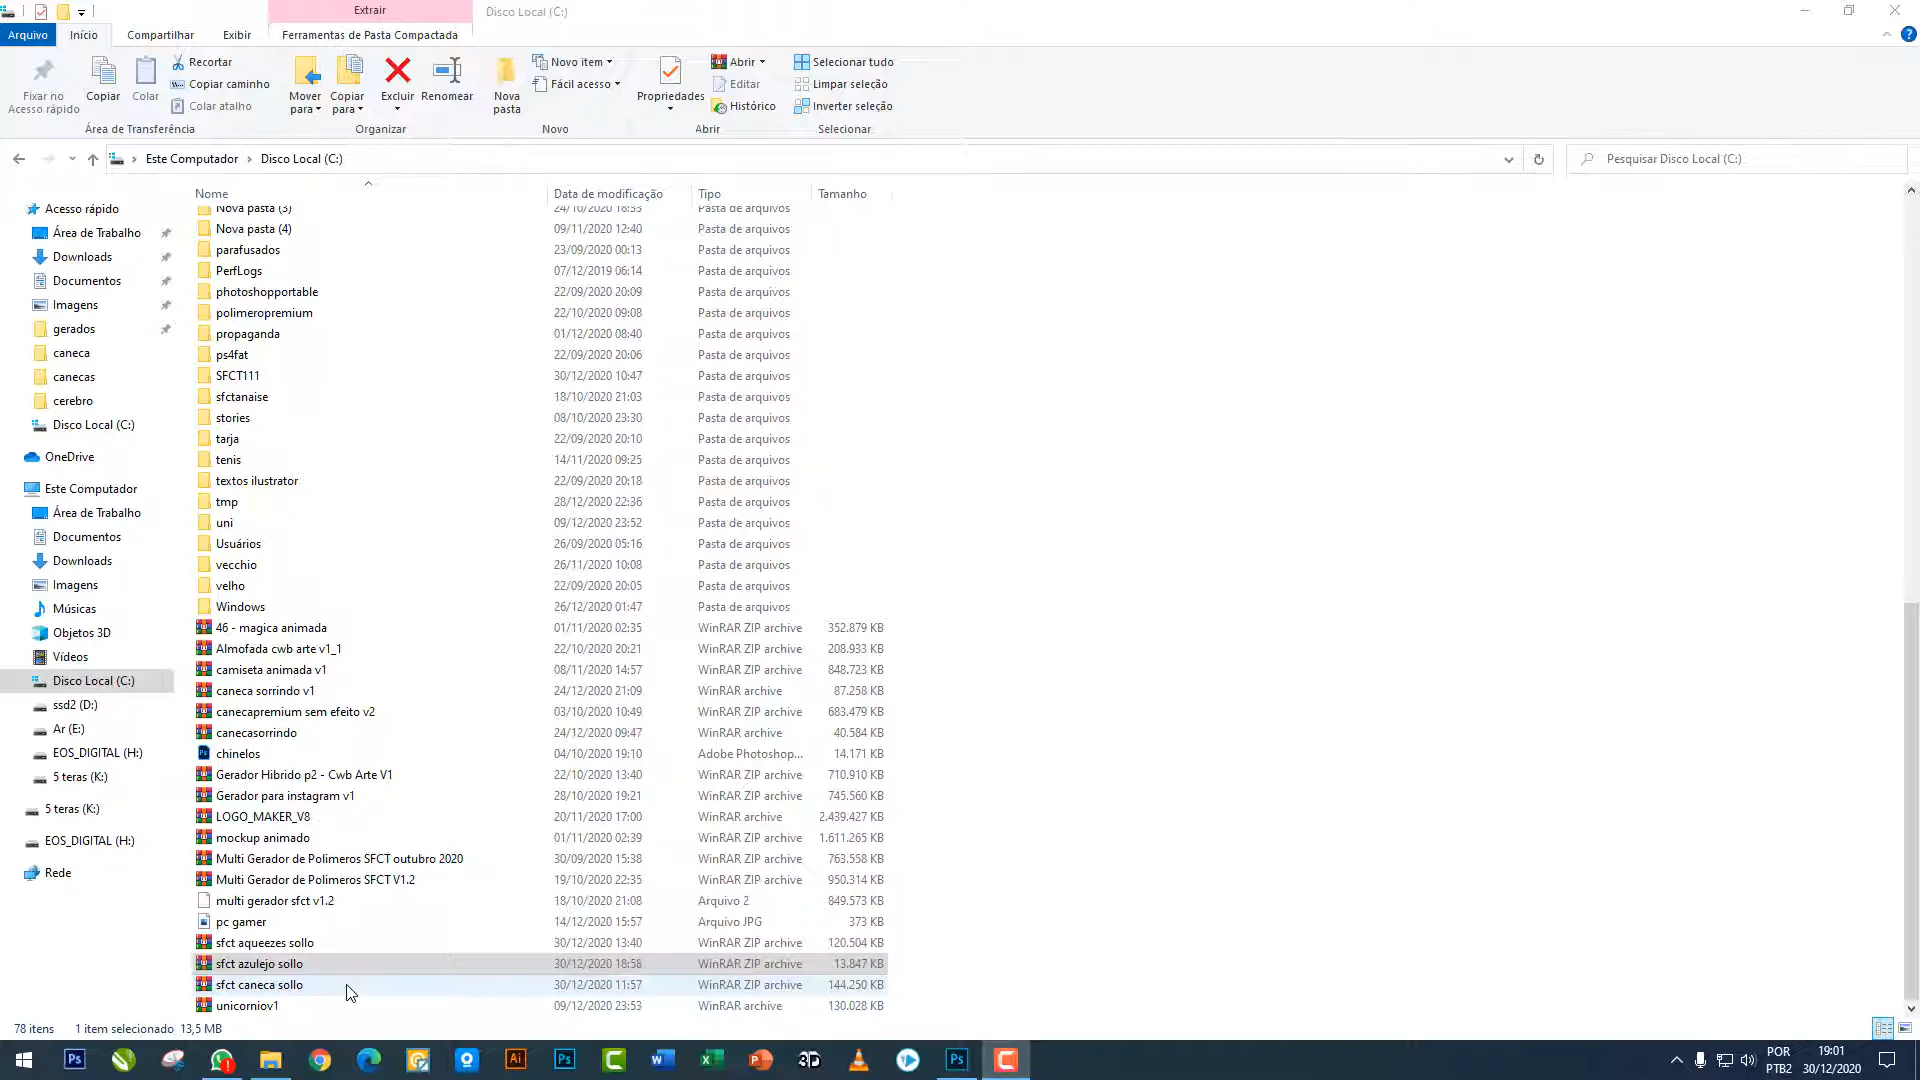 Extrair
Disco Local (C:)
Arquivo
Início
Compartilhar
Exibir
Ferramentas de Pasta Compactada
Fixar no
Acesso rápido
Copiar
Colar
Recortar
Copiar caminho
Colar atalho
Área de Transferência
Mover
para
Copiar
para
Excluir
Renomear
Organizar
Nova
pasta
Novo item
Fácil acesso
Novo
Propriedades
Abrir
Editar
Histórico
Abrir
Selecionar tudo
Limpar seleção
Inverter seleção
Selecionar
Este Computador
Disco Local (C:)
Pesquisar Disco Local (C:)
Acesso rápido
Área de Trabalho
Downloads
Documentos
Imagens
gerados
caneca
canecas
cerebro
Disco Local (C:)
OneDrive
Este Computador
Área de Trabalho
Documentos
Downloads
Imagens
Músicas
Objetos 3D
Vídeos
Disco Local (C:)
ssd2 (D:)
Ar (E:)
EOS_DIGITAL (H:)
5 teras (K:)
5 teras (K:)
EOS_DIGITAL (H:)
Rede
Nome Data de modificação Tipo Tamanho
Nova pasta (3) 24/10/2020 18:33 Pasta de arquivos
Nova pasta (4) 09/11/2020 12:40 Pasta de arquivos
parafusados 23/09/2020 00:13 Pasta de arquivos
PerfLogs 07/12/2019 06:14 Pasta de arquivos
photoshopportable 22/09/2020 20:09 Pasta de arquivos
polimeropremium 22/10/2020 09:08 Pasta de arquivos
propaganda 01/12/2020 08:40 Pasta de arquivos
ps4fat 22/09/2020 20:06 Pasta de arquivos
SFCT111 30/12/2020 10:47 Pasta de arquivos
sfctanaise 18/10/2020 21:03 Pasta de arquivos
stories 08/10/2020 23:30 Pasta de arquivos
tarja 22/09/2020 20:10 Pasta de arquivos
tenis 14/11/2020 09:25 Pasta de arquivos
textos ilustrator 22/09/2020 20:18 Pasta de arquivos
tmp 28/12/2020 22:36 Pasta de arquivos
uni 09/12/2020 23:52 Pasta de arquivos
Usuários 26/09/2020 05:16 Pasta de arquivos
vecchio 26/11/2020 10:08 Pasta de arquivos
velho 22/09/2020 20:05 Pasta de arquivos
Windows 26/12/2020 01:47 Pasta de arquivos
46 - magica animada 01/11/2020 02:35 WinRAR ZIP archive 352.879 KB
Almofada cwb arte v1_1 22/10/2020 20:21 WinRAR ZIP archive 208.933 KB
camiseta animada v1 08/11/2020 14:57 WinRAR ZIP archive 848.723 KB
caneca sorrindo v1 24/12/2020 21:09 WinRAR archive 87.258 KB
canecapremium sem efeito v2 03/10/2020 10:49 WinRAR ZIP archive 683.479 KB
canecasorrindo 24/12/2020 09:47 WinRAR archive 40.584 KB
chinelos 04/10/2020 19:10 Adobe Photoshop... 14.171 KB
Gerador Hibrido p2 - Cwb Arte V1 22/10/2020 13:40 WinRAR ZIP archive 710.910 KB
Gerador para instagram v1 28/10/2020 19:21 WinRAR ZIP archive 745.560 KB
LOGO_MAKER_V8 20/11/2020 17:00 WinRAR archive 2.439.427 KB
mockup animado 01/11/2020 02:39 WinRAR ZIP archive 1.611.265 KB
Multi Gerador de Polimeros SFCT outubro 2020 30/09/2020 15:38 WinRAR ZIP archive 763.558 KB
Multi Gerador de Polimeros SFCT V1.2 19/10/2020 22:35 WinRAR ZIP archive 950.314 KB
multi gerador sfct v1.2 18/10/2020 21:08 Arquivo 2 849.573 KB
pc gamer 14/12/2020 15:57 Arquivo JPG 373 KB
sfct aqueezes sollo 30/12/2020 13:40 WinRAR ZIP archive 120.504 KB
sfct azulejo sollo 30/12/2020 18:58 WinRAR ZIP archive 13.847 KB
sfct caneca sollo 30/12/2020 11:57 WinRAR ZIP archive 144.250 KB
unicorniov1 09/12/2020 23:53 WinRAR archive 130.028 KB
78 itens 1 item selecionado 13,5 MB
POR
PTB2
19:01
30/12/2020